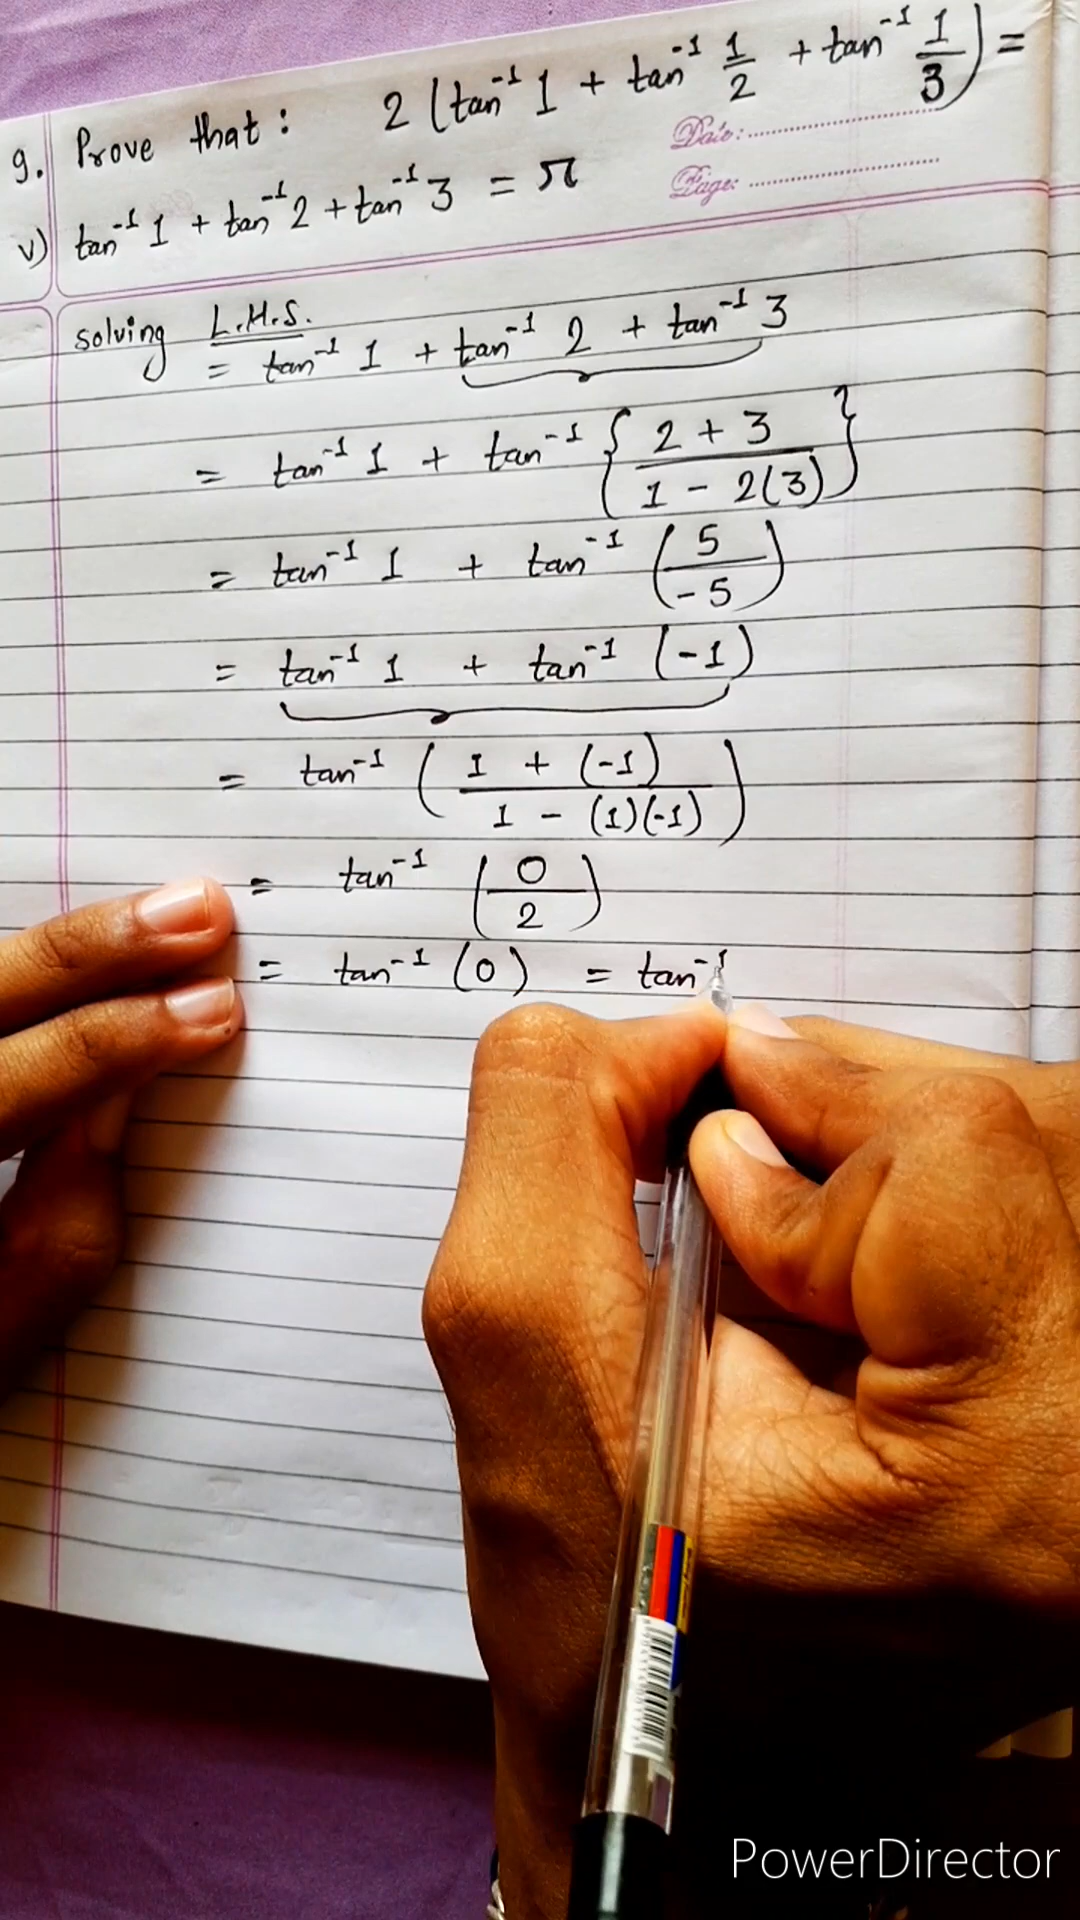 9. Prove that : 2 (tan⁻¹ 1 + tan⁻¹ 1/2 + tan⁻¹ 1/3) =
Date:
v) tan⁻¹ 1 + tan⁻¹ 2 + tan⁻¹ 3 = π
Page:
solving L.H.S.
= tan⁻¹ 1 + tan⁻¹ 2 + tan⁻¹ 3
= tan⁻¹ 1 + tan⁻¹ { (2 + 3)/(1 - 2(3)) }
= tan⁻¹ 1 + tan⁻¹ (5/-5)
= tan⁻¹ 1 + tan⁻¹ (-1)
= tan⁻¹ ( (1 + (-1))/(1 - (1)(-1)) )
= tan⁻¹ (0/2)
= tan⁻¹ (0) = tan⁻¹
PowerDirector